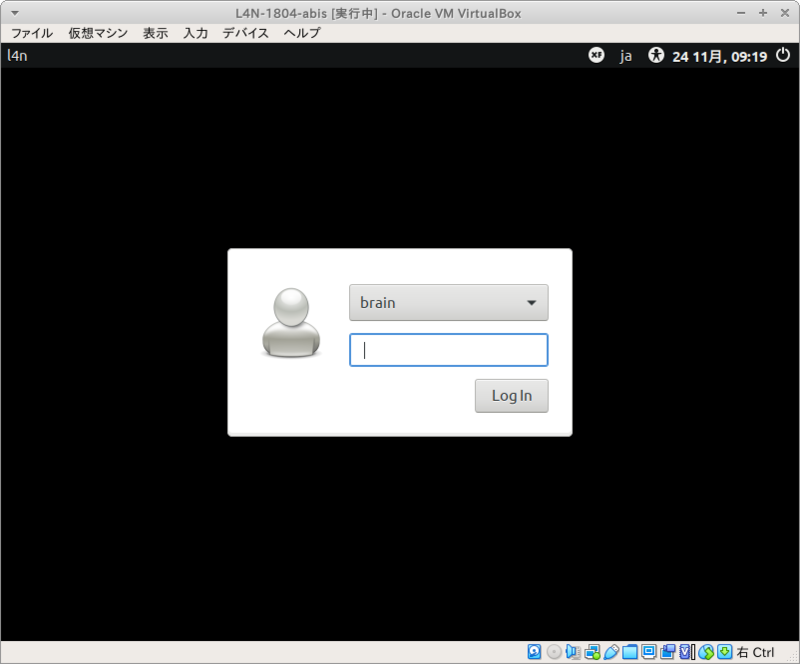 L4N-1804-abis [実行中] - Oracle VM VirtualBox
ファイル 仮想マシン 表示 入力 デバイス ヘルプ
l4n XF ja 24 11月, 09:19
brain
Log In
右 Ctrl